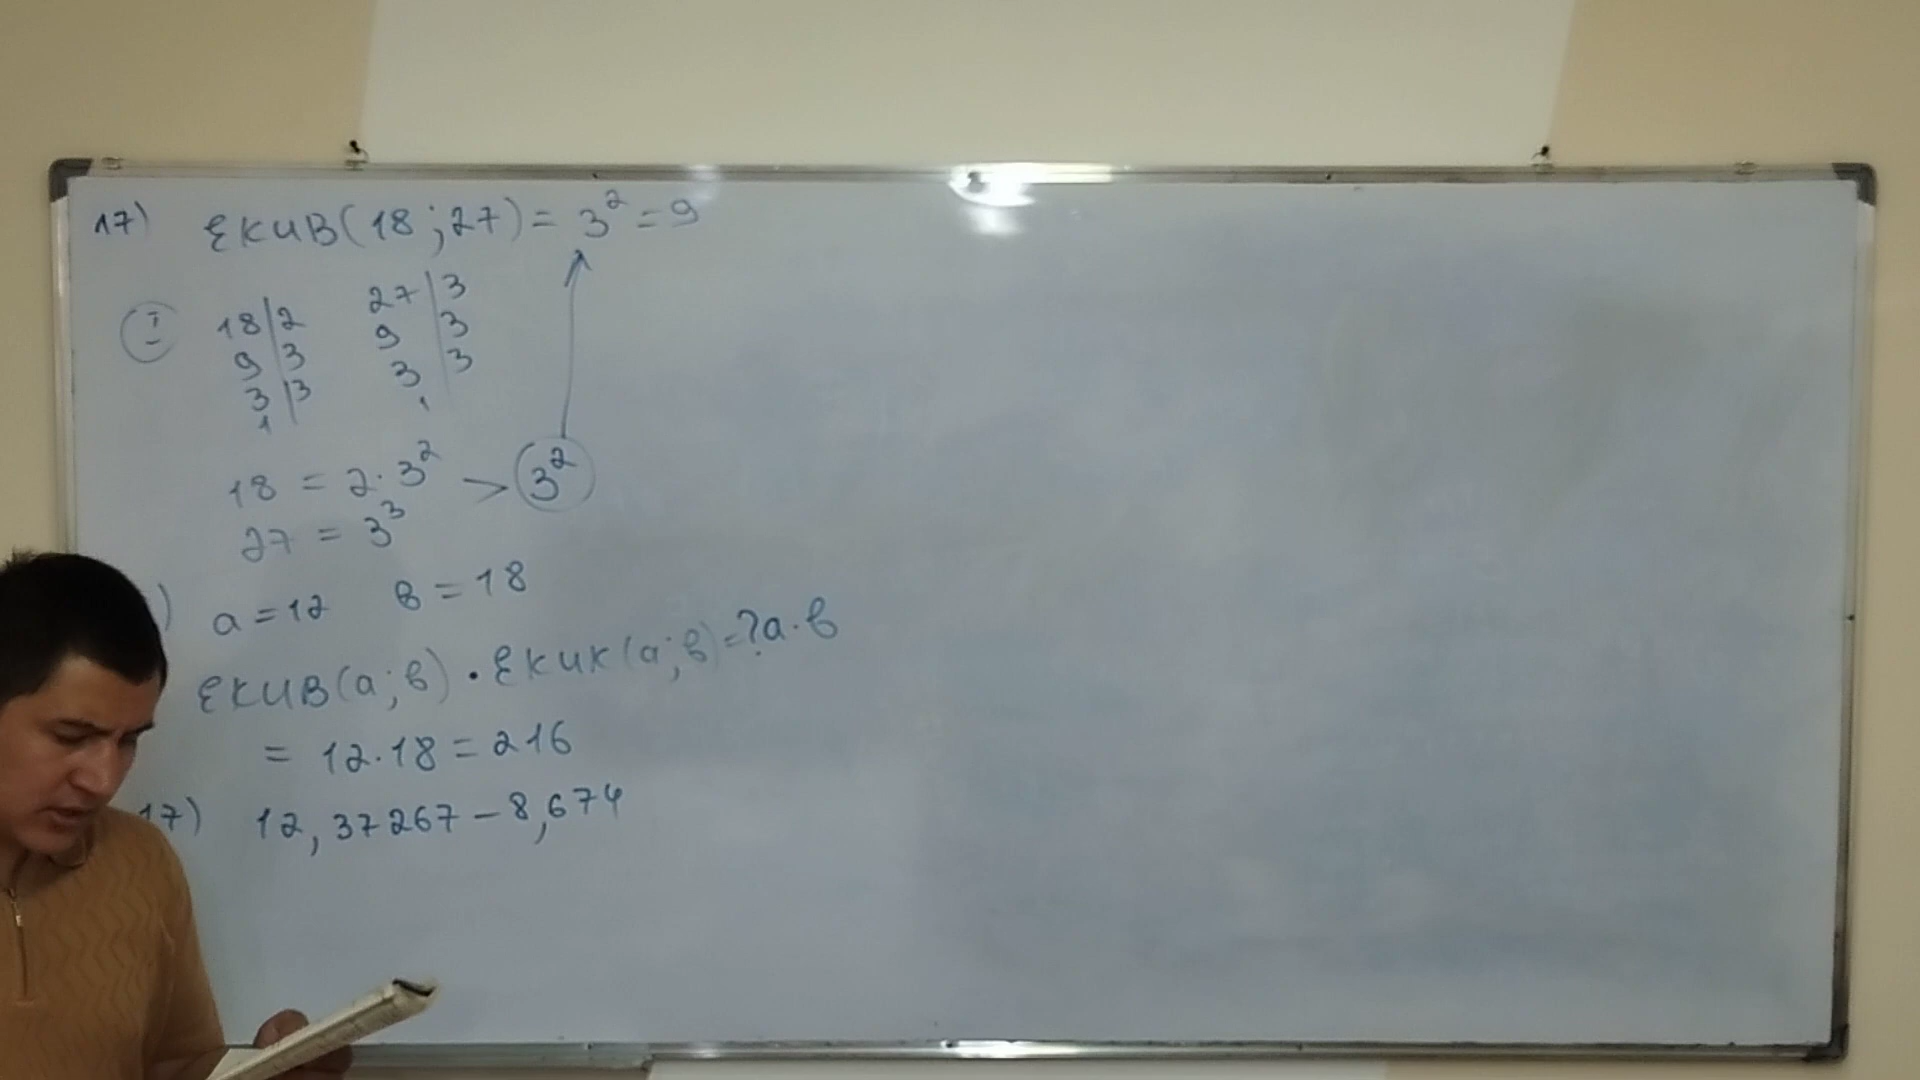 17) EKUB(18;27) = 3² = 9
I
18|2 27|3
9|3 9|3
3|3 3|3
1 1
18 = 2·3² > 3²
27 = 3³
) a = 12 в = 18
EKUB(a;в) · EKUK(a;в) = ? a·в
= 12·18 = 216
17) 12,37267 – 8,674